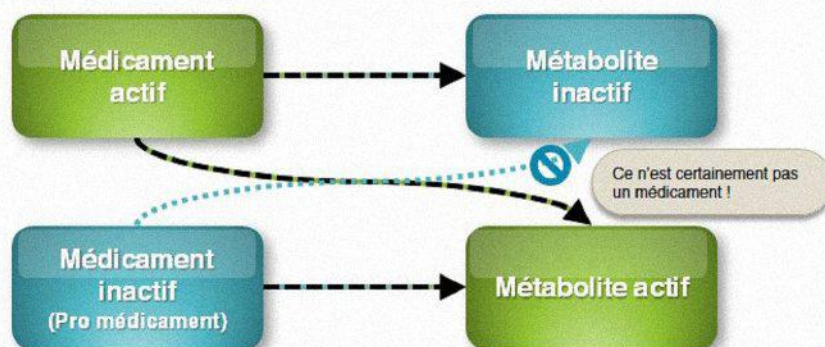 Médicament
actif
Métabolite
inactif
Ce n'est certainement pas
un médicament !
Médicament
inactif
(Pro médicament)
Métabolite actif